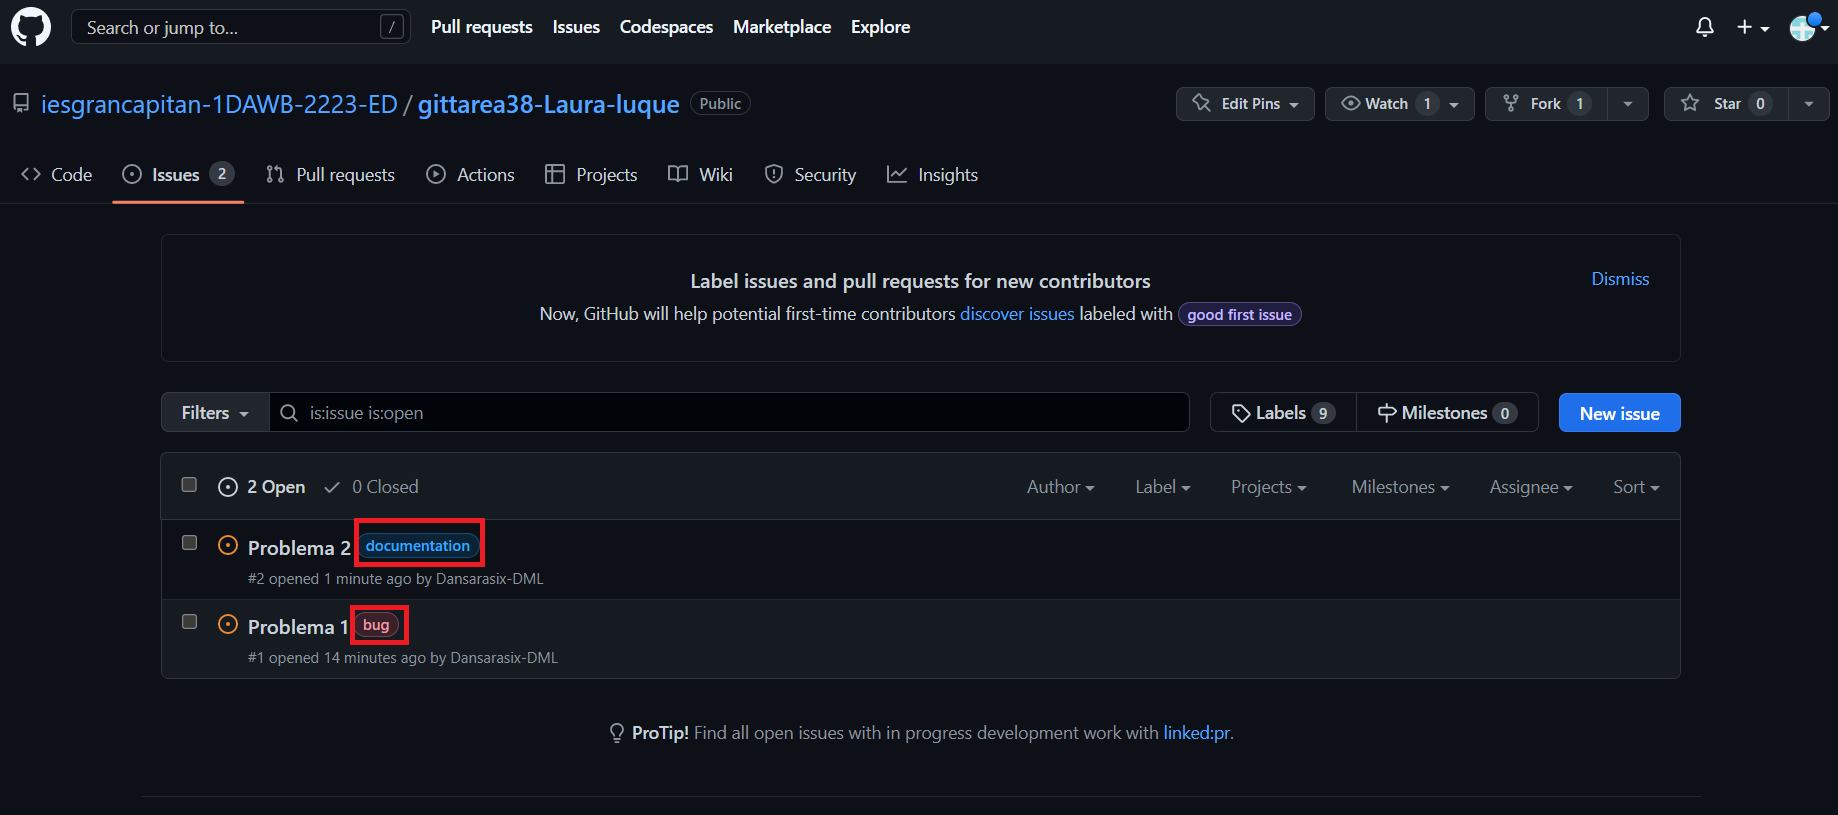 Search or jump to... / Pull requests Issues Codespaces Marketplace Explore
iesgrancapitan-1DAWB-2223-ED / gittarea38-Laura-luque Public Edit Pins Watch 1 Fork 1 Star 0
Code Issues 2 Pull requests Actions Projects Wiki Security Insights
Label issues and pull requests for new contributors
Dismiss
Now, GitHub will help potential first-time contributors discover issues labeled with good first issue
Filters is:issue is:open Labels 9 Milestones 0 New issue
2 Open 0 Closed Author Label Projects Milestones Assignee Sort
Problema 2 documentation
#2 opened 1 minute ago by Dansarasix-DML
Problema 1 bug
#1 opened 14 minutes ago by Dansarasix-DML
ProTip! Find all open issues with in progress development work with linked:pr.